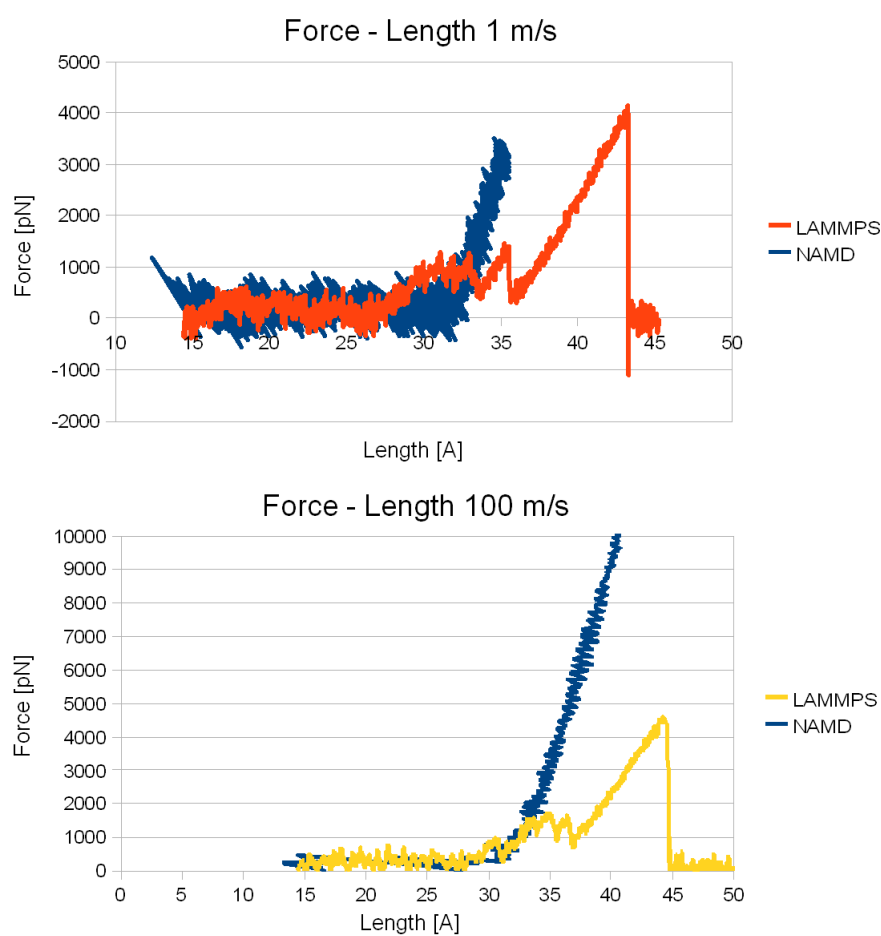 Force - Length 1 m/s
5000
4000
3000
2000
1000
0
-1000
-2000
Force [pN]
10 15 20 25 30 35 40 45 50
Length [A]
LAMMPS
NAMD
Force - Length 100 m/s
10000
9000
8000
7000
6000
5000
4000
3000
2000
1000
0
Force [pN]
0 5 10 15 20 25 30 35 40 45 50
Length [A]
LAMMPS
NAMD